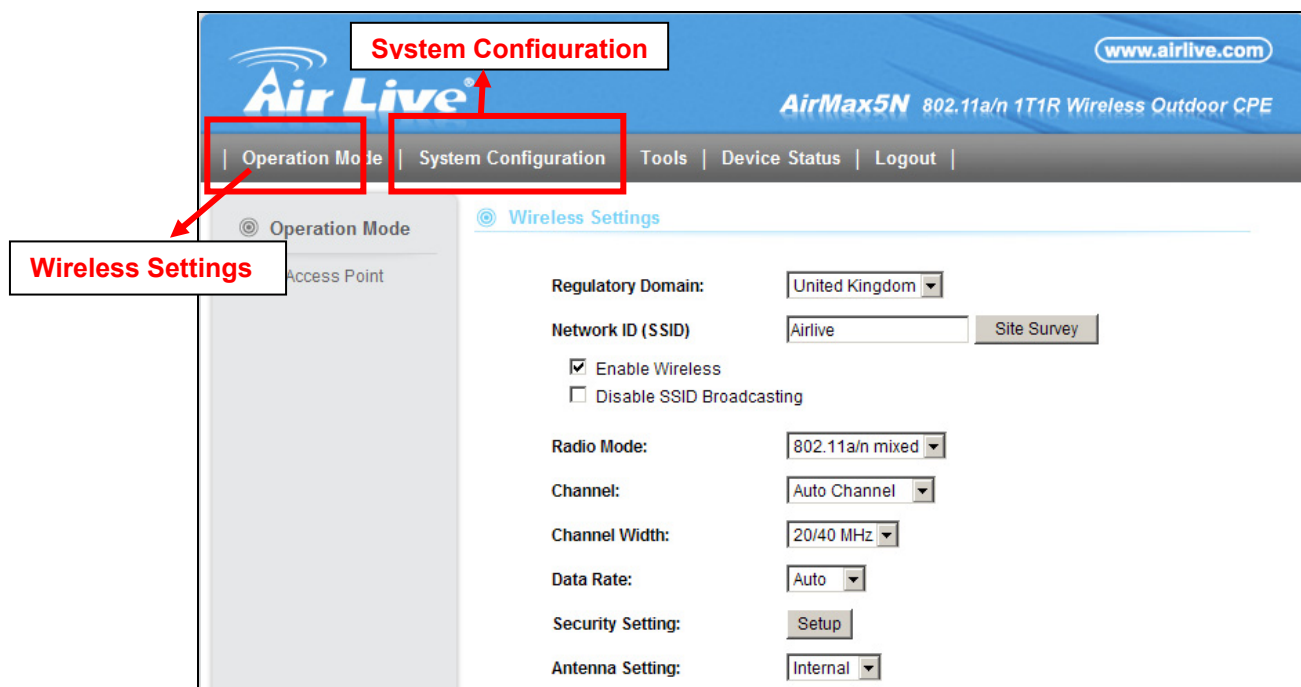 System Configuration
www.airlive.com
Air Live®
AirMax5N 802.11a/n 1T1R Wireless Outdoor CPE
| Operation Mode | System Configuration Tools | Device Status | Logout |
Operation Mode
Wireless Settings
Wireless Settings
Access Point
Regulatory Domain: United Kingdom
Network ID (SSID) Airlive Site Survey
Enable Wireless
Disable SSID Broadcasting
Radio Mode: 802.11a/n mixed
Channel: Auto Channel
Channel Width: 20/40 MHz
Data Rate: Auto
Security Setting: Setup
Antenna Setting: Internal